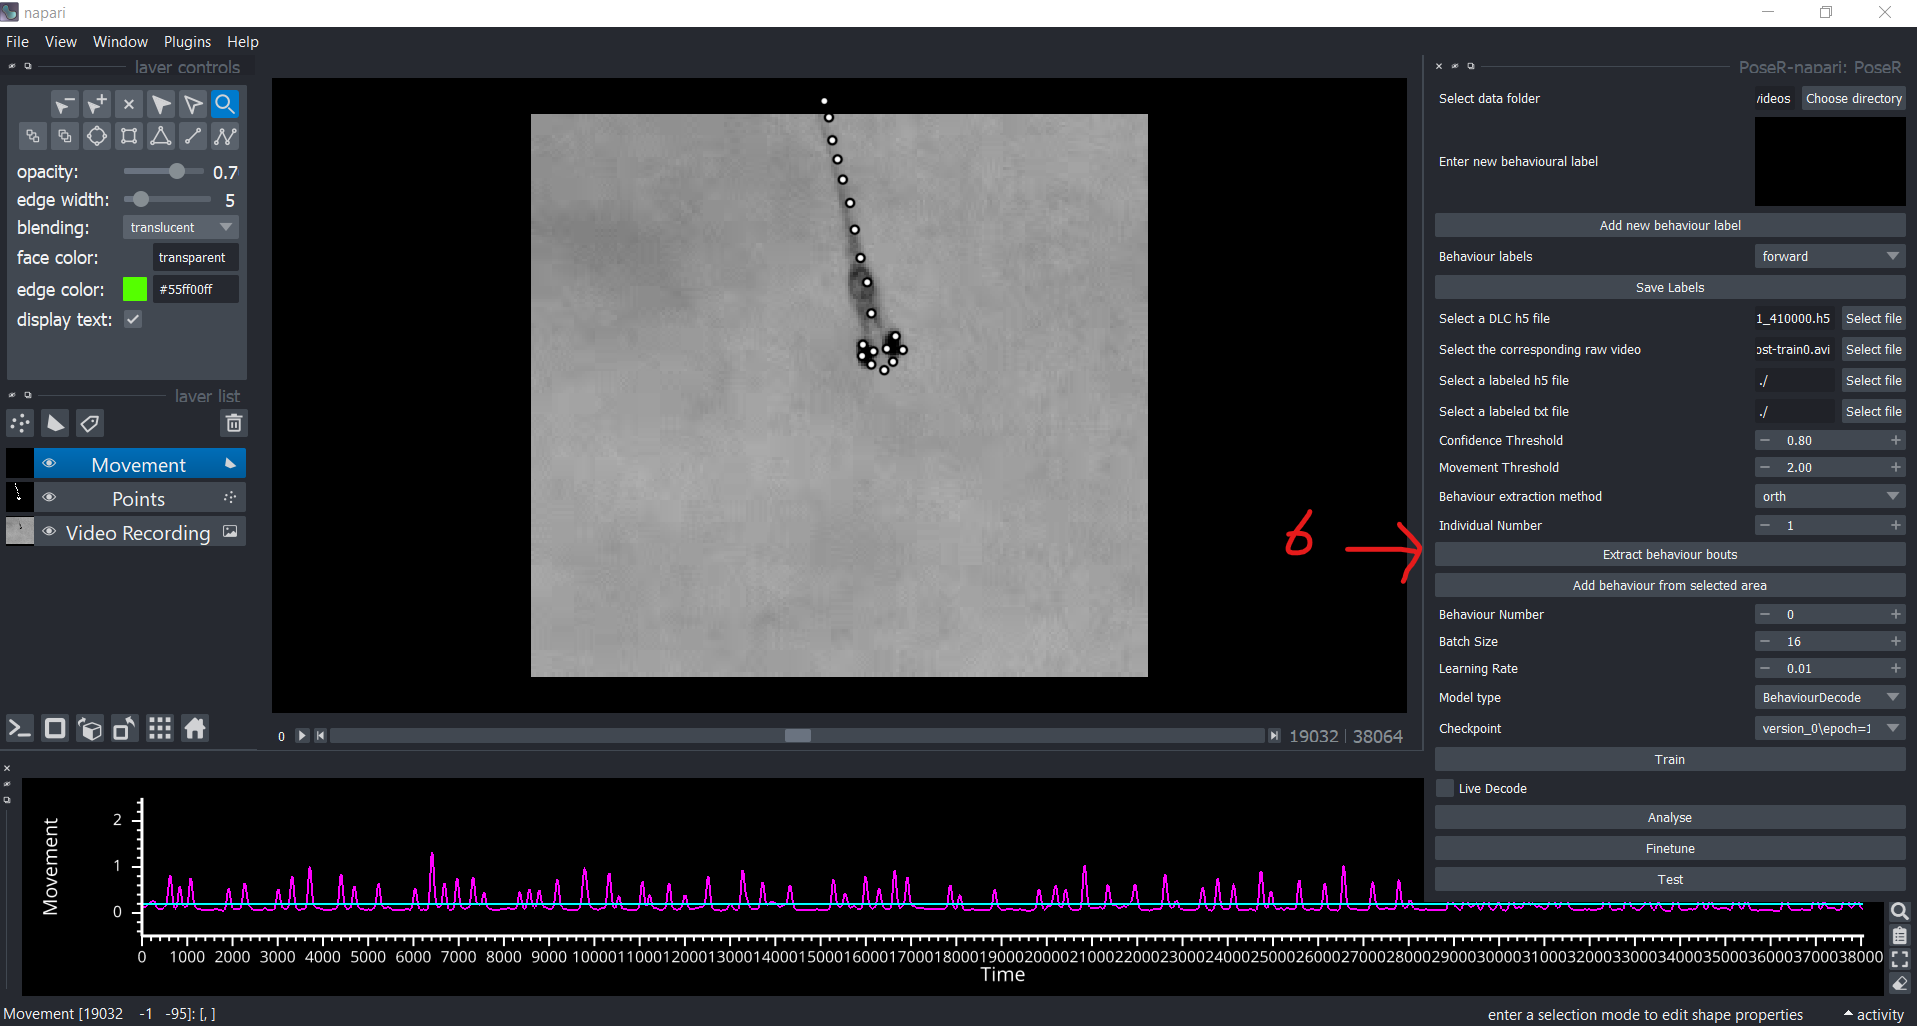 napari
File View Window Plugins Help
layer controls
opacity: 0.7
edge width: 5
blending: translucent
face color: transparent
edge color: #55ff00ff
display text:
layer list
Movement
Points
Video Recording
0 19032 38064
PoseR-napari: PoseR
Select data folder videos Choose directory
Enter new behavioural label
Add new behaviour label
Behaviour labels forward
Save Labels
Select a DLC h5 file 1_410000.h5 Select file
Select the corresponding raw video ost-train0.avi Select file
Select a labeled h5 file ./ Select file
Select a labeled txt file ./ Select file
Confidence Threshold − 0.80 +
Movement Threshold − 2.00 +
Behaviour extraction method orth
Individual Number − 1 +
6
Extract behaviour bouts
Add behaviour from selected area
Behaviour Number − 0 +
Batch Size − 16 +
Learning Rate − 0.01 +
Model type BehaviourDecode
Checkpoint version_0\epoch=1
Train
Live Decode
Analyse
Finetune
Test
Movement
2
1
0
0 1000 2000 3000 4000 5000 6000 7000 8000 9000 10000 11000 12000 13000 14000 15000 16000 17000 18000 19000 20000 21000 22000 23000 24000 25000 26000 27000 28000 29000 30000 31000 32000 33000 34000 35000 36000 37000 38000
Time
Movement [19032 -1 -95]: [, ]
enter a selection mode to edit shape properties activity